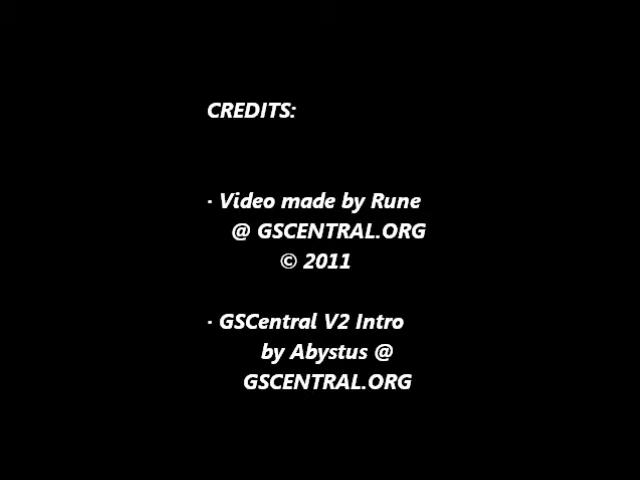 CREDITS:
· Video made by Rune
@ GSCENTRAL.ORG
© 2011
· GSCentral V2 Intro
by Abystus @
GSCENTRAL.ORG